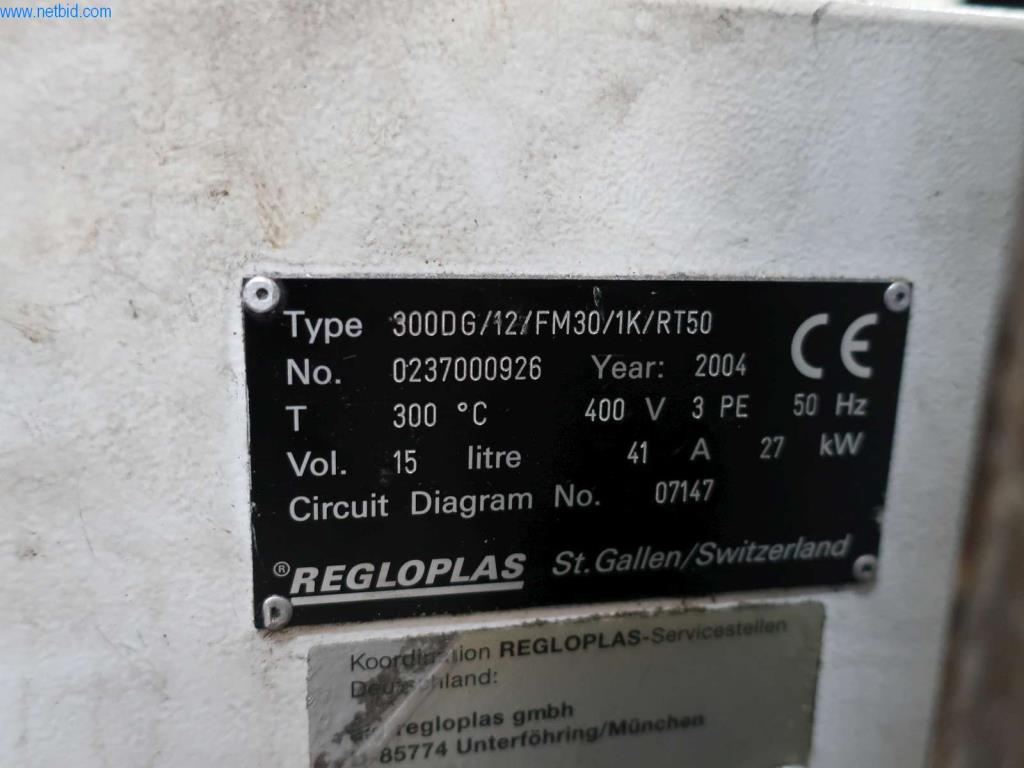 www.netbid.com
Type 300DG/12/FM30/1K/RT50
No. 0237000926 Year: 2004 CE
T 300 °C 400 V 3 PE 50 Hz
Vol. 15 litre 41 A 27 kW
Circuit Diagram No. 07147
®REGLOPLAS St. Gallen/Switzerland
REGLOPLAS-Servicestellen
regloplas gmbh
85774 Unterföhring/München